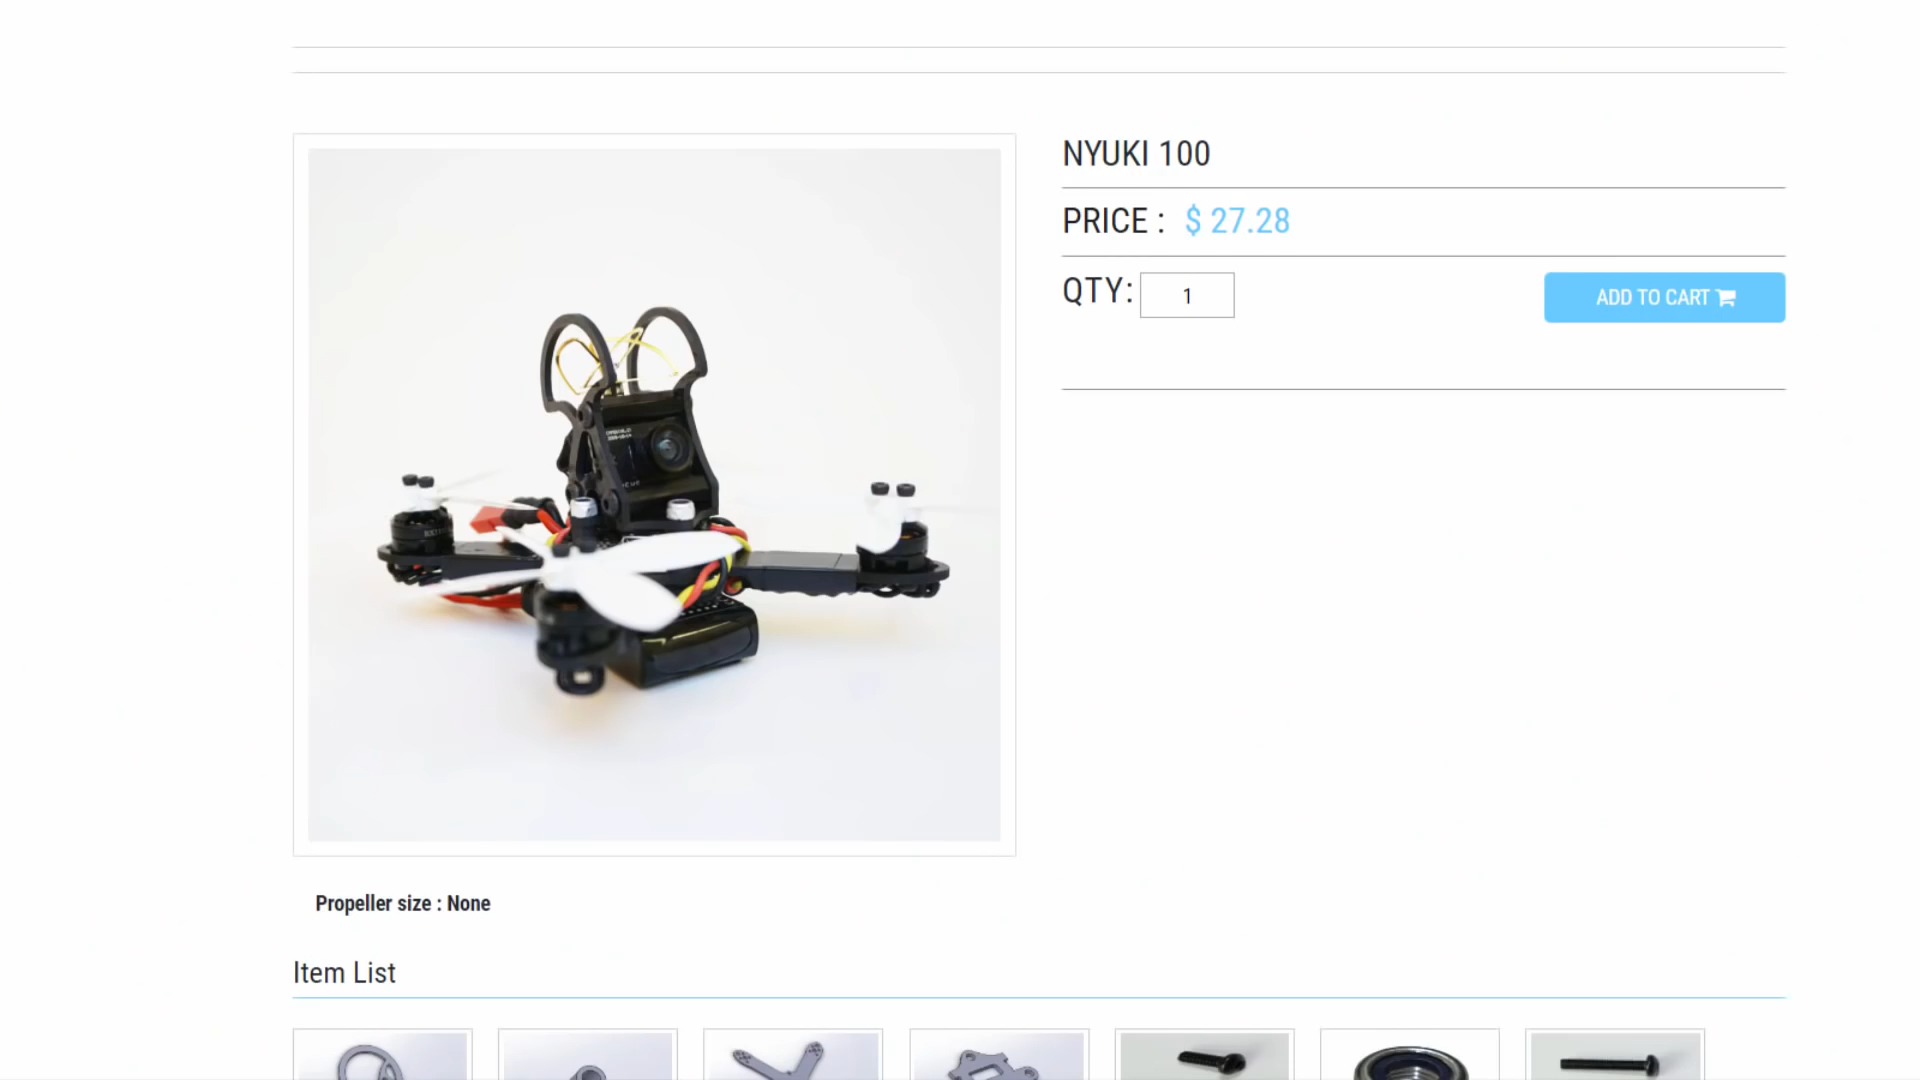 NYUKI 100
PRICE : $ 27.28
QTY: 1
ADD TO CART
Propeller size : None
Item List